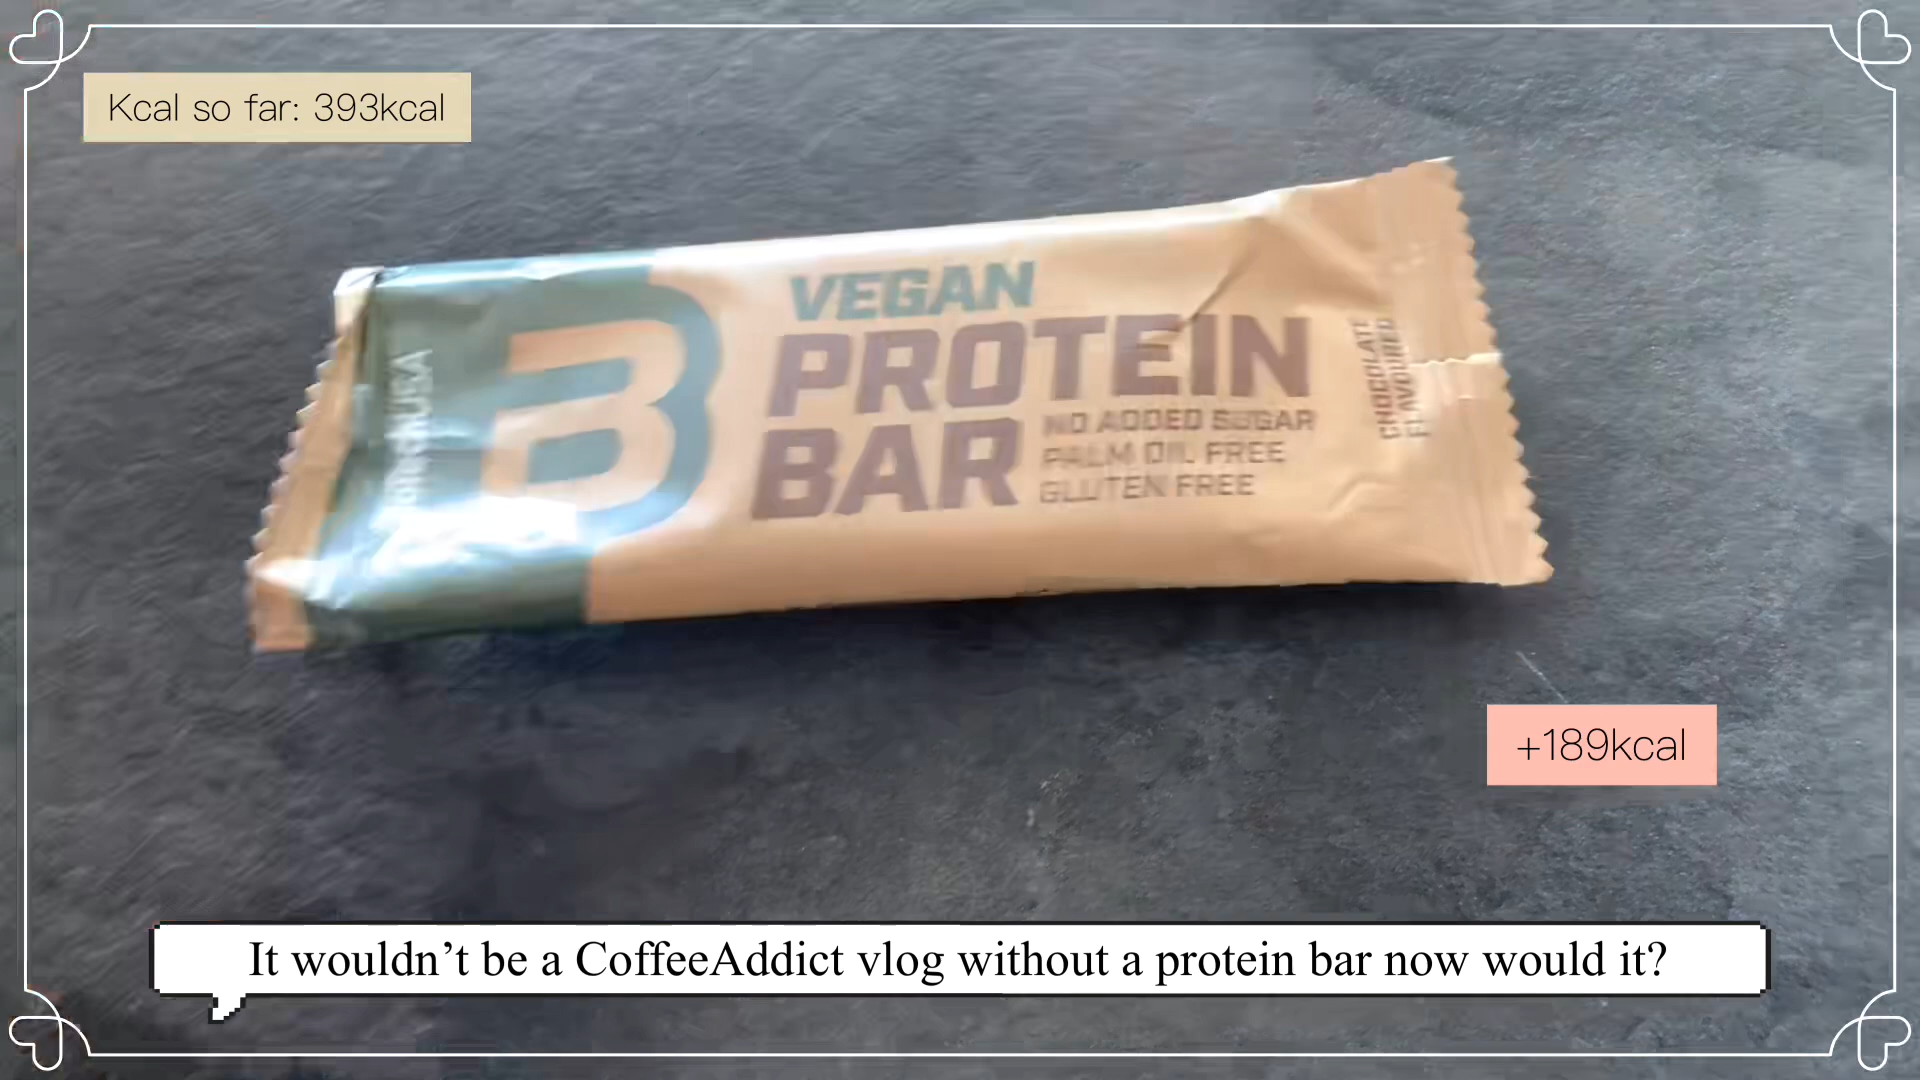 Kcal so far: 393kcal
BioTechUSA
B
VEGAN
PROTEIN
BAR
NO ADDED SUGAR
PALM OIL FREE
GLUTEN FREE
CHOCOLATE
FLAVOURED
+189kcal
It wouldn’t be a CoffeeAddict vlog without a protein bar now would it?